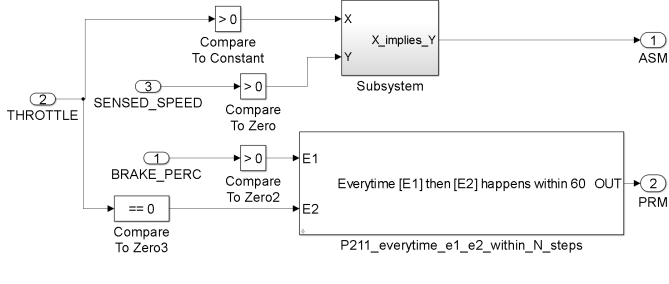 > 0
Compare
To Constant
X
X_implies_Y
Y
Subsystem
1
ASM
2
THROTTLE
3
SENSED_SPEED
> 0
Compare
To Zero
1
BRAKE_PERC
> 0
Compare
To Zero2
== 0
Compare
To Zero3
E1
Everytime [E1] then [E2] happens within 60
OUT
E2
P211_everytime_e1_e2_within_N_steps
2
PRM